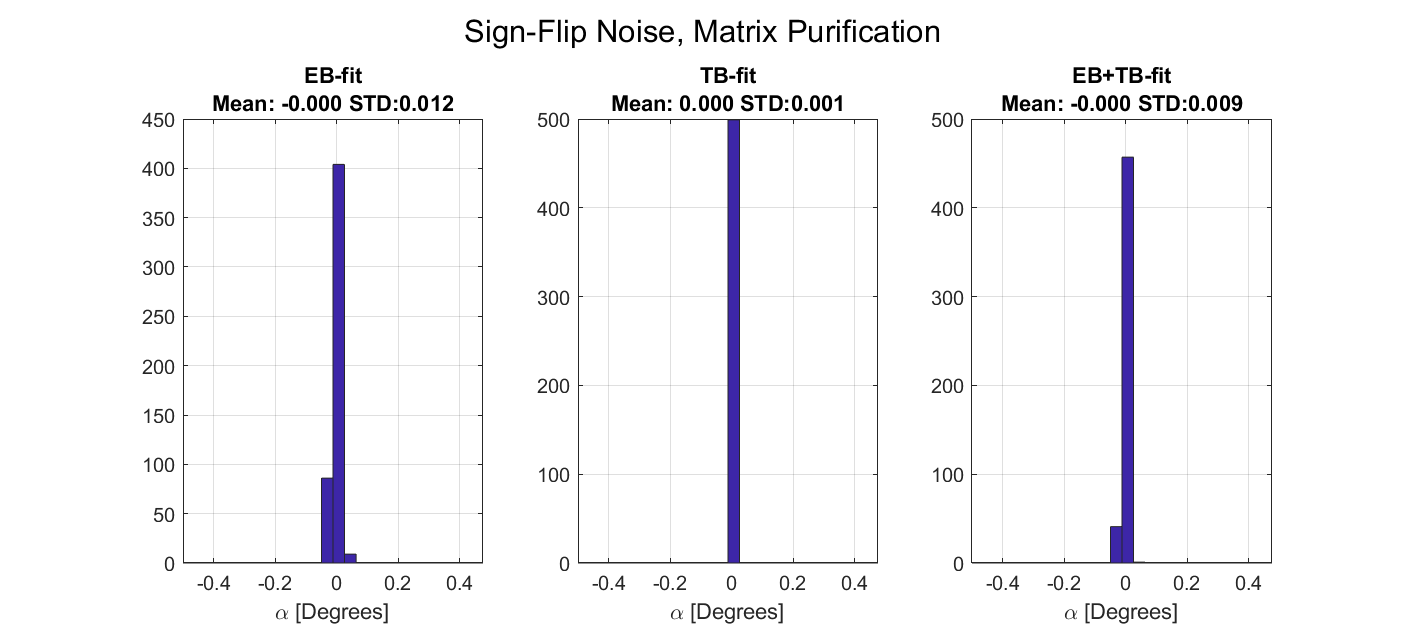 Sign-Flip Noise, Matrix Purification
EB-fit
Mean: -0.000 STD:0.012
450
400
350
300
250
200
150
100
50
0
-0.4 -0.2 0 0.2 0.4
α [Degrees]
TB-fit
Mean: 0.000 STD:0.001
500
400
300
200
100
0
-0.4 -0.2 0 0.2 0.4
α [Degrees]
EB+TB-fit
Mean: -0.000 STD:0.009
500
400
300
200
100
0
-0.4 -0.2 0 0.2 0.4
α [Degrees]